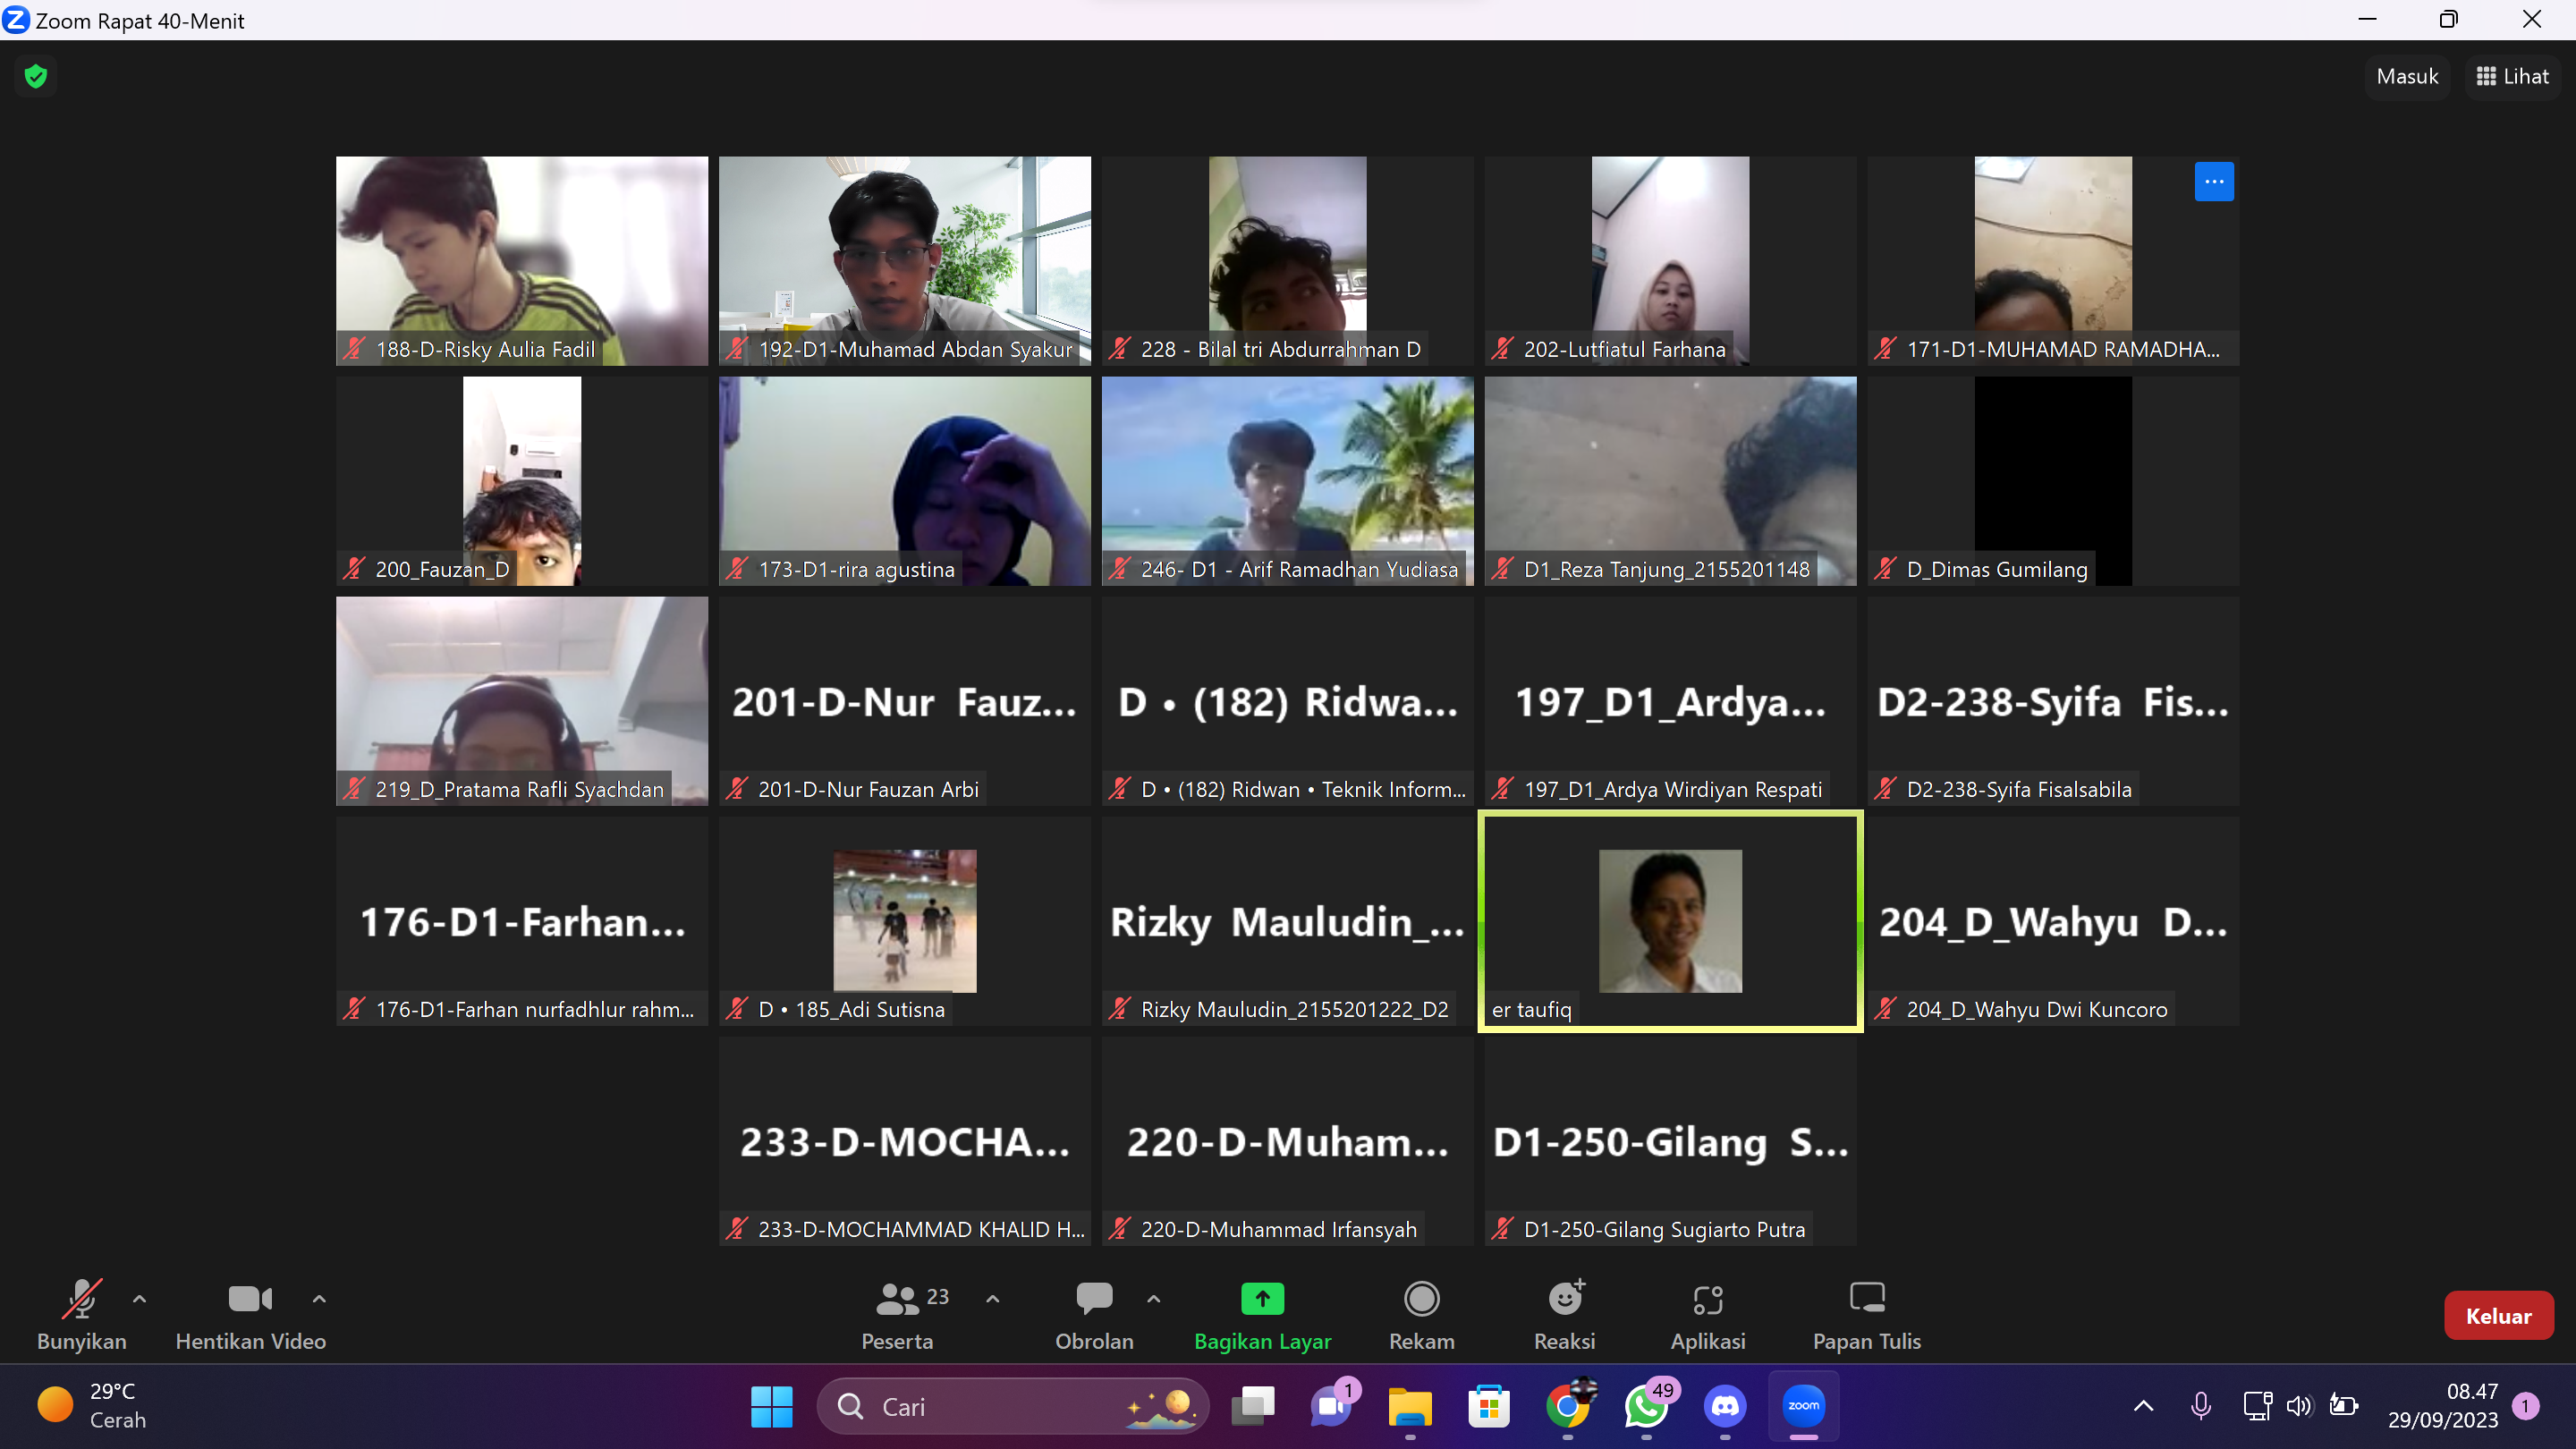 Zoom Rapat 40-Menit
Masuk
Lihat
188-D-Risky Aulia Fadil
192-D1-Muhamad Abdan Syakur
228 - Bilal tri Abdurrahman D
202-Lutfiatul Farhana
171-D1-MUHAMAD RAMADHA...
200_Fauzan_D
173-D1-rira agustina
246- D1 - Arif Ramadhan Yudiasa
D1_Reza Tanjung_2155201148
D_Dimas Gumilang
201-D-Nur Fauz...
D • (182) Ridwa...
197_D1_Ardya...
D2-238-Syifa Fis...
219_D_Pratama Rafli Syachdan
201-D-Nur Fauzan Arbi
D • (182) Ridwan • Teknik Inform...
197_D1_Ardya Wirdiyan Respati
D2-238-Syifa Fisalsabila
176-D1-Farhan...
Rizky Mauludin_...
204_D_Wahyu D...
176-D1-Farhan nurfadhlur rahm...
D • 185_Adi Sutisna
Rizky Mauludin_2155201222_D2
er taufiq
204_D_Wahyu Dwi Kuncoro
233-D-MOCHA...
220-D-Muham...
D1-250-Gilang S...
233-D-MOCHAMMAD KHALID H...
220-D-Muhammad Irfansyah
D1-250-Gilang Sugiarto Putra
23
Bunyikan
Hentikan Video
Peserta
Obrolan
Bagikan Layar
Rekam
Reaksi
Aplikasi
Papan Tulis
Keluar
29°C
Cerah
Cari
1
49
zoom
08.47
29/09/2023
1